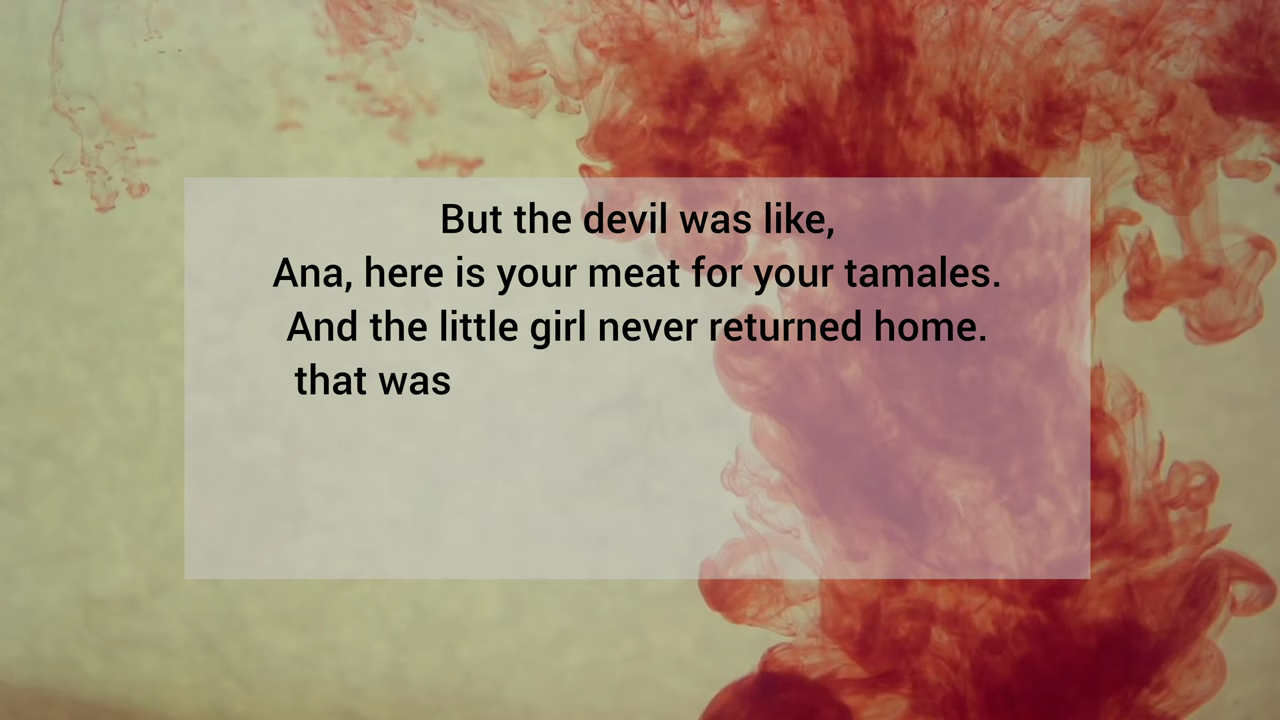 But the devil was like,
Ana, here is your meat for your tamales.
And the little girl never returned home.
that was